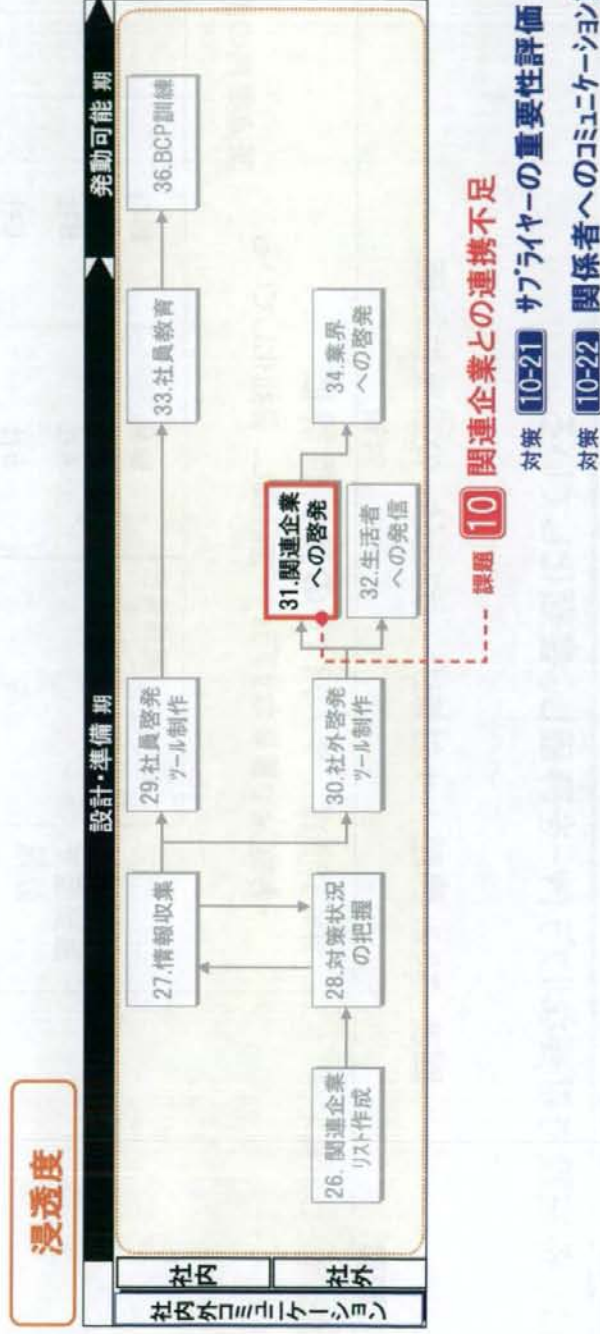 浸透度
設計・準備 期
発動可能 期
社内外コミュニケーション
社内
社外
26. 関連企業
リスト作成
27.情報収集
28.対策状況
の把握
29.社員啓発
ツール制作
30.社外啓発
ツール制作
31.関連企業
への啓発
32.生活者
への発信
33.社員教育
34.業界
への啓発
36.BCP訓練
課題 10 関連企業との連携不足
対策 10-21 サプライヤーの重要性評価
対策 10-22 関係者へのコミュニケーション